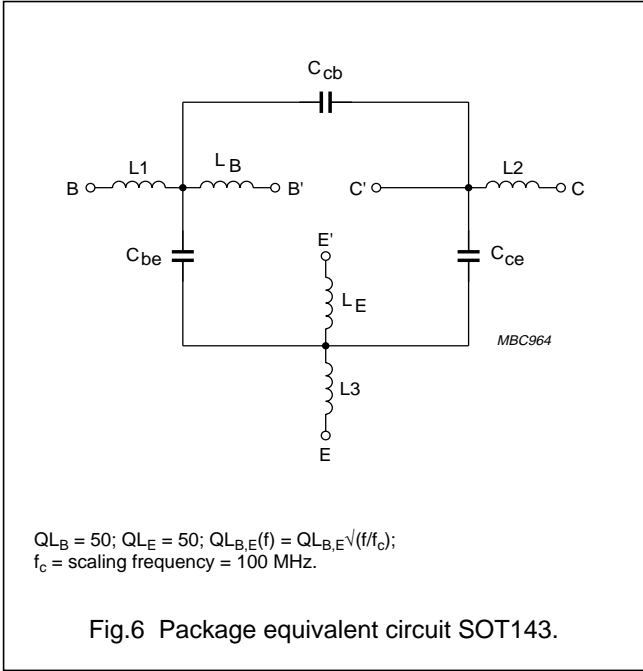 C_cb
L1
L_B
L2
B
B'
C'
C
C_be
E'
C_ce
L_E
MBC964
L3
E
QL_B = 50; QL_E = 50; QL_B,E(f) = QL_B,E√(f/f_c);
f_c = scaling frequency = 100 MHz.
Fig.6 Package equivalent circuit SOT143.